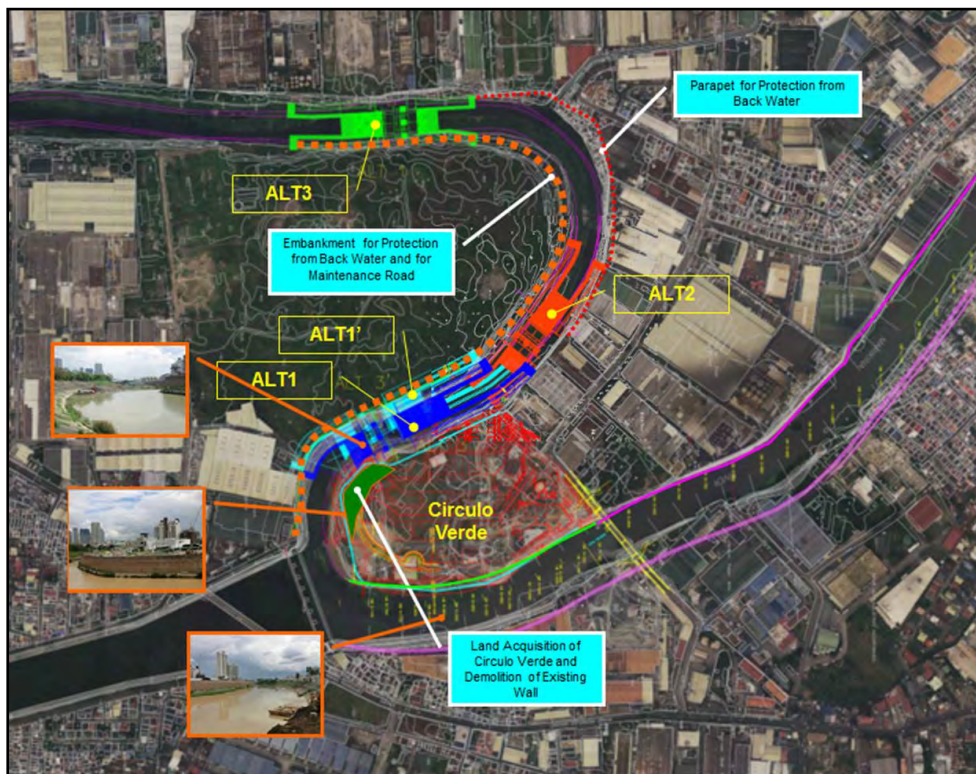 Parapet for Protection from
Back Water
ALT3
Embankment for Protection
from Back Water and for
Maintenance Road
ALT2
ALT1’
ALT1
Circulo
Verde
Land Acquisition of
Circulo Verde and
Demolition of Existing
Wall